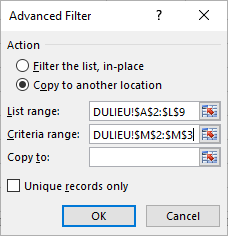 Advanced Filter
Action
Filter the list, in-place
Copy to another location
List range: DULIEU!$A$2:$L$9
Criteria range: DULIEU!$M$2:$M$3
Copy to:
Unique records only
OK Cancel